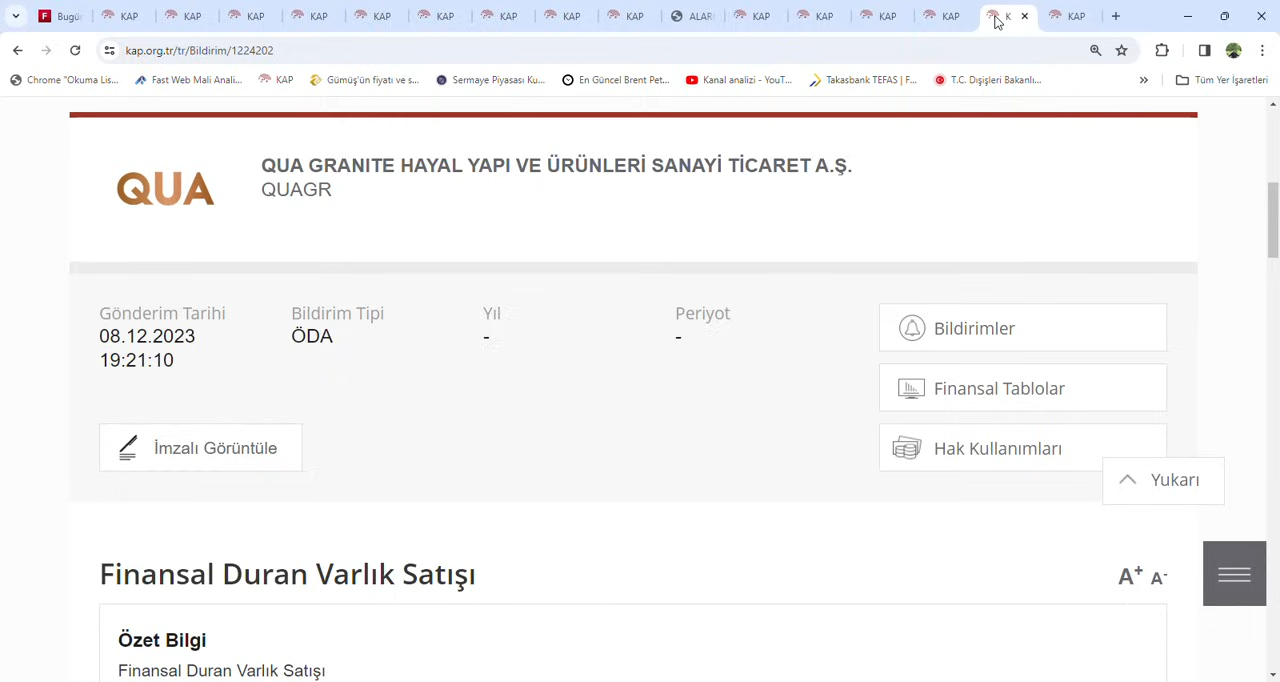 Bugür
KAP
KAP
KAP
KAP
KAP
KAP
KAP
KAP
KAP
ALAR
KAP
KAP
KAP
KAP
K
KAP
kap.org.tr/tr/Bildirim/1224202
Chrome "Okuma Lis...
Fast Web Mali Anali...
KAP
Gümüş'ün fiyatı ve s...
Sermaye Piyasası Ku...
En Güncel Brent Pet...
Kanal analizi - YouT...
Takasbank TEFAS | F...
T.C. Dışişleri Bakanlı...
Tüm Yer İşaretleri
QUA
QUA GRANITE HAYAL YAPI VE ÜRÜNLERİ SANAYİ TİCARET A.Ş.
QUAGR
Gönderim Tarihi
08.12.2023
19:21:10
Bildirim Tipi
ÖDA
Yıl
-
Periyot
-
Bildirimler
Finansal Tablolar
Hak Kullanımları
İmzalı Görüntüle
Yukarı
Finansal Duran Varlık Satışı
A+ A-
Özet Bilgi
Finansal Duran Varlık Satışı